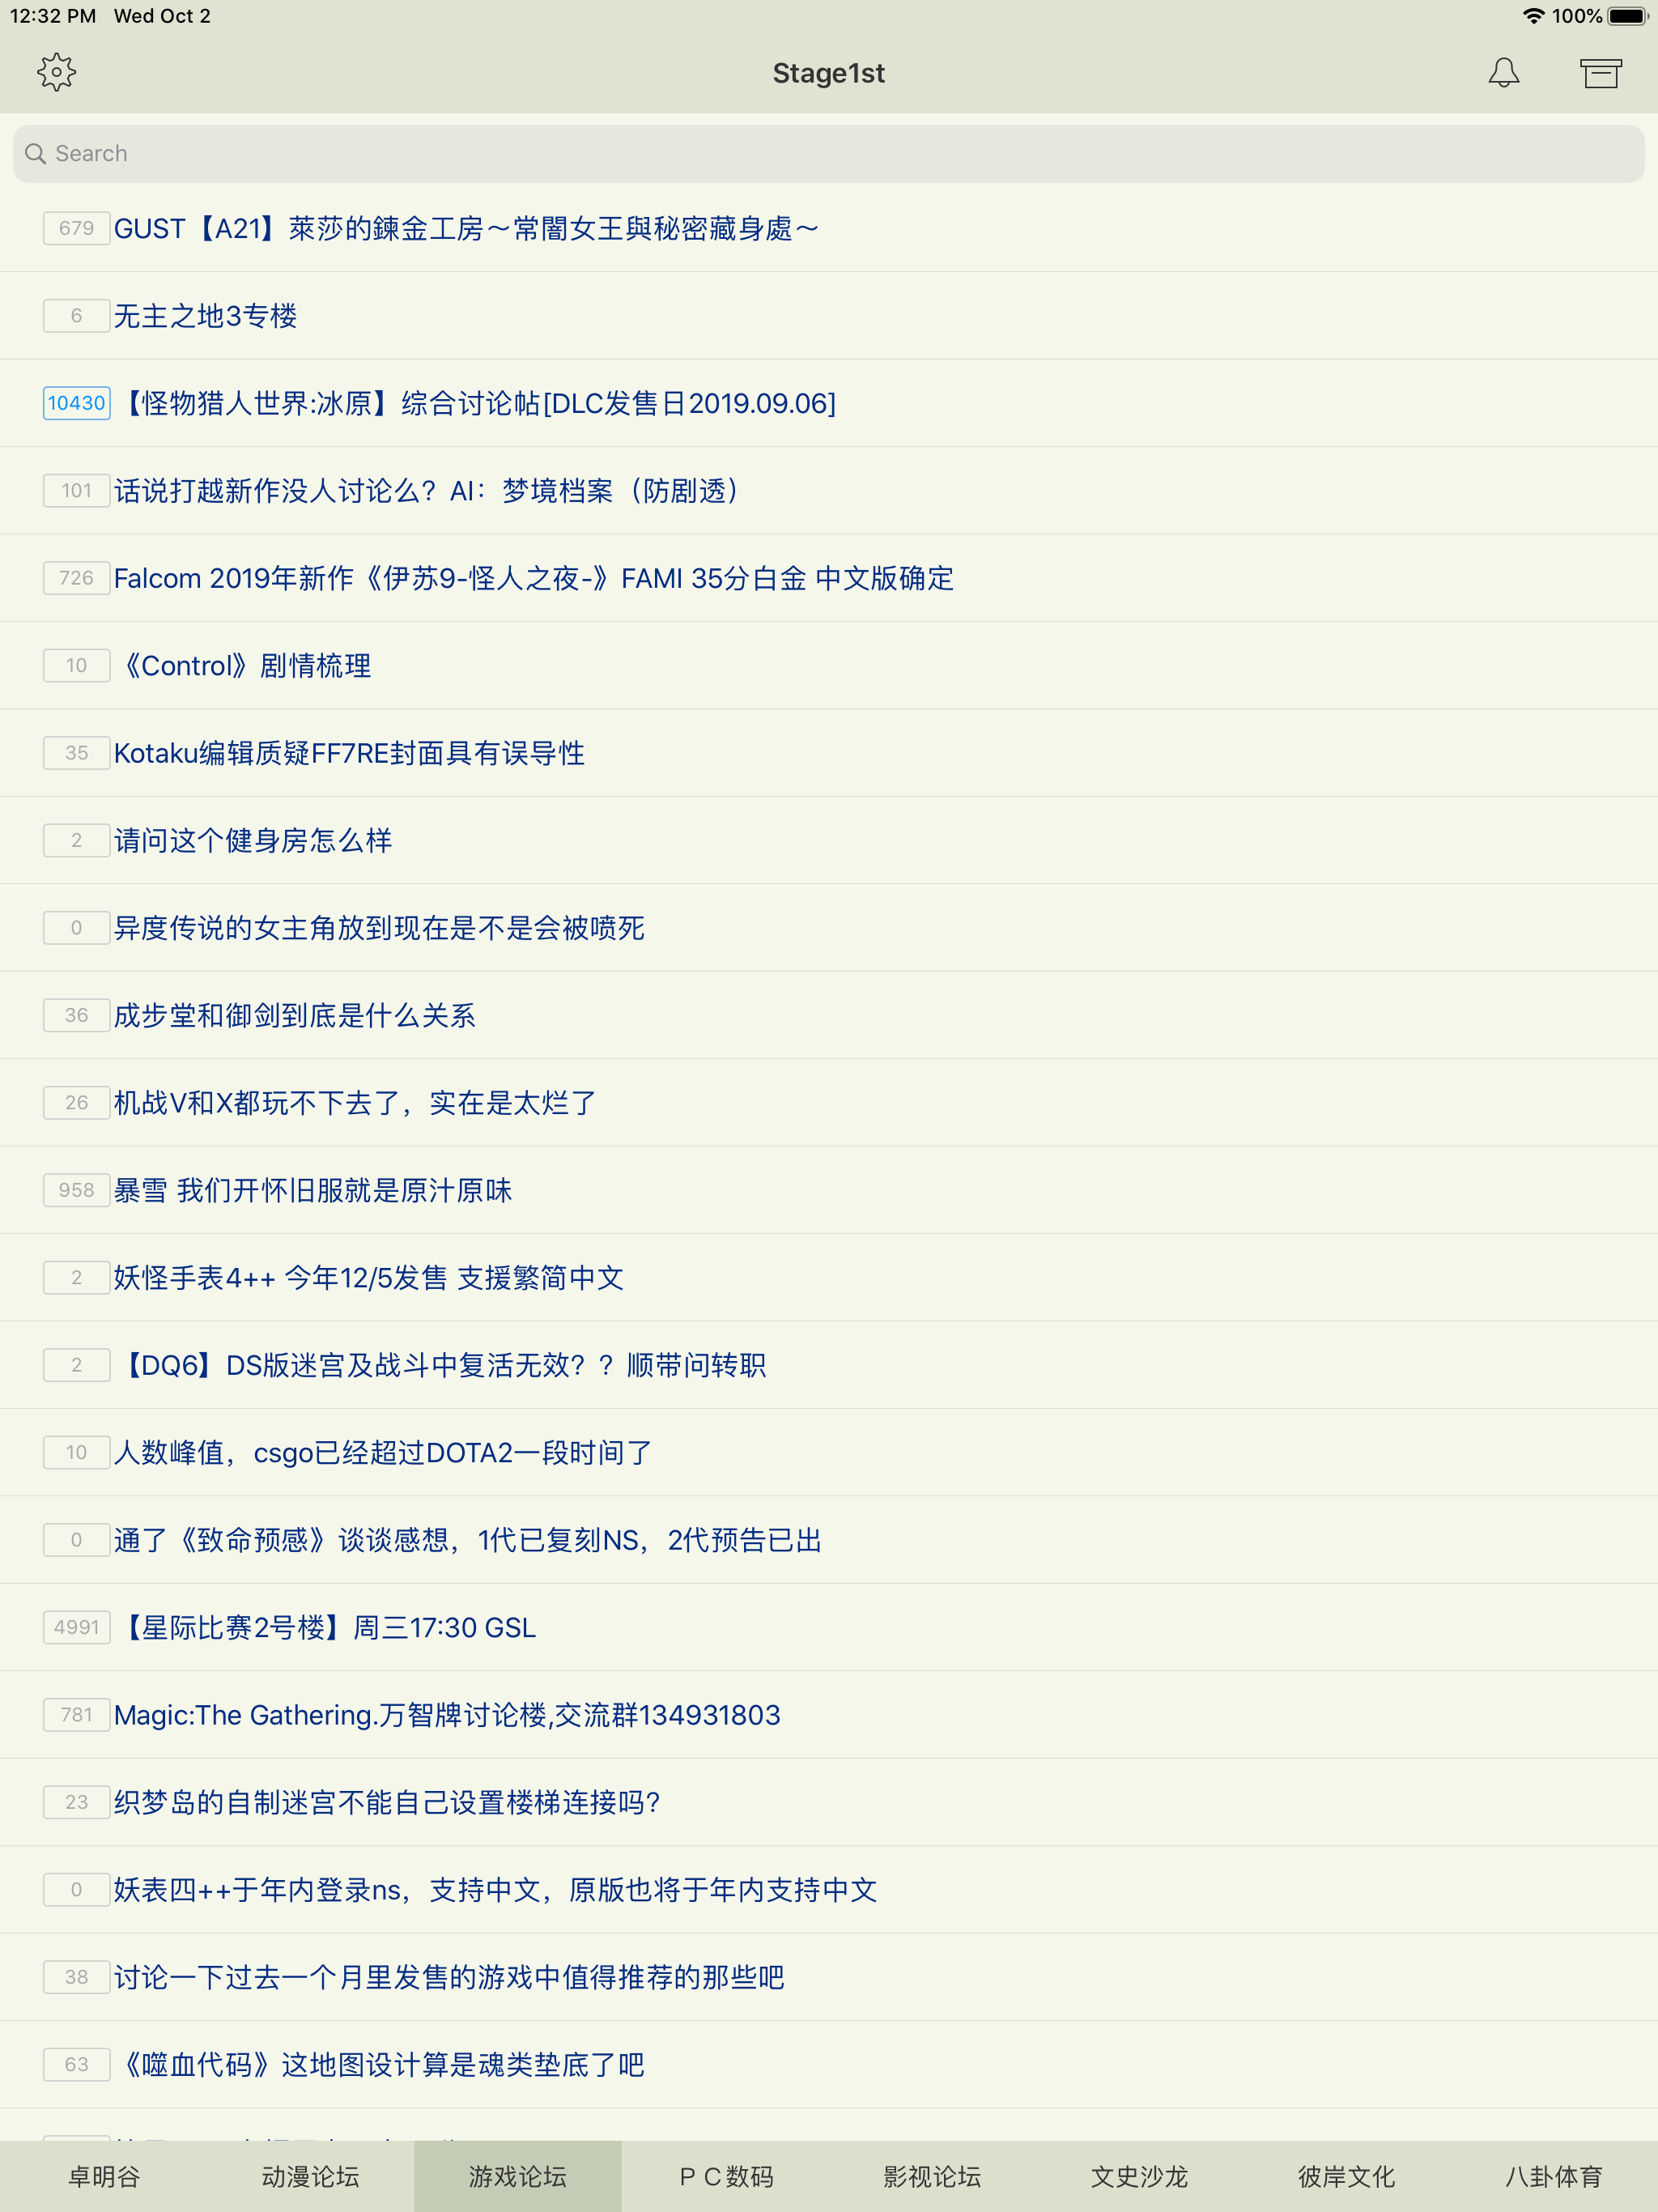 12:32 PM Wed Oct 2 100%
Stage1st
Search
679 GUST【A21】萊莎的鍊金工房～常闇女王與秘密藏身處～
6 无主之地3专楼
10430 【怪物猎人世界:冰原】综合讨论帖[DLC发售日2019.09.06]
101 话说打越新作没人讨论么？AI：梦境档案（防剧透）
726 Falcom 2019年新作《伊苏9-怪人之夜-》FAMI 35分白金 中文版确定
10 《Control》剧情梳理
35 Kotaku编辑质疑FF7RE封面具有误导性
2 请问这个健身房怎么样
0 异度传说的女主角放到现在是不是会被喷死
36 成步堂和御剑到底是什么关系
26 机战V和X都玩不下去了，实在是太烂了
958 暴雪 我们开怀旧服就是原汁原味
2 妖怪手表4++ 今年12/5发售 支援繁简中文
2 【DQ6】DS版迷宫及战斗中复活无效？？顺带问转职
10 人数峰值，csgo已经超过DOTA2一段时间了
0 通了《致命预感》谈谈感想，1代已复刻NS，2代预告已出
4991 【星际比赛2号楼】周三17:30 GSL
781 Magic:The Gathering.万智牌讨论楼,交流群134931803
23 织梦岛的自制迷宫不能自己设置楼梯连接吗?
0 妖表四++于年内登录ns，支持中文，原版也将于年内支持中文
38 讨论一下过去一个月里发售的游戏中值得推荐的那些吧
63 《噬血代码》这地图设计算是魂类垫底了吧
卓明谷 动漫论坛 游戏论坛 ＰＣ数码 影视论坛 文史沙龙 彼岸文化 八卦体育